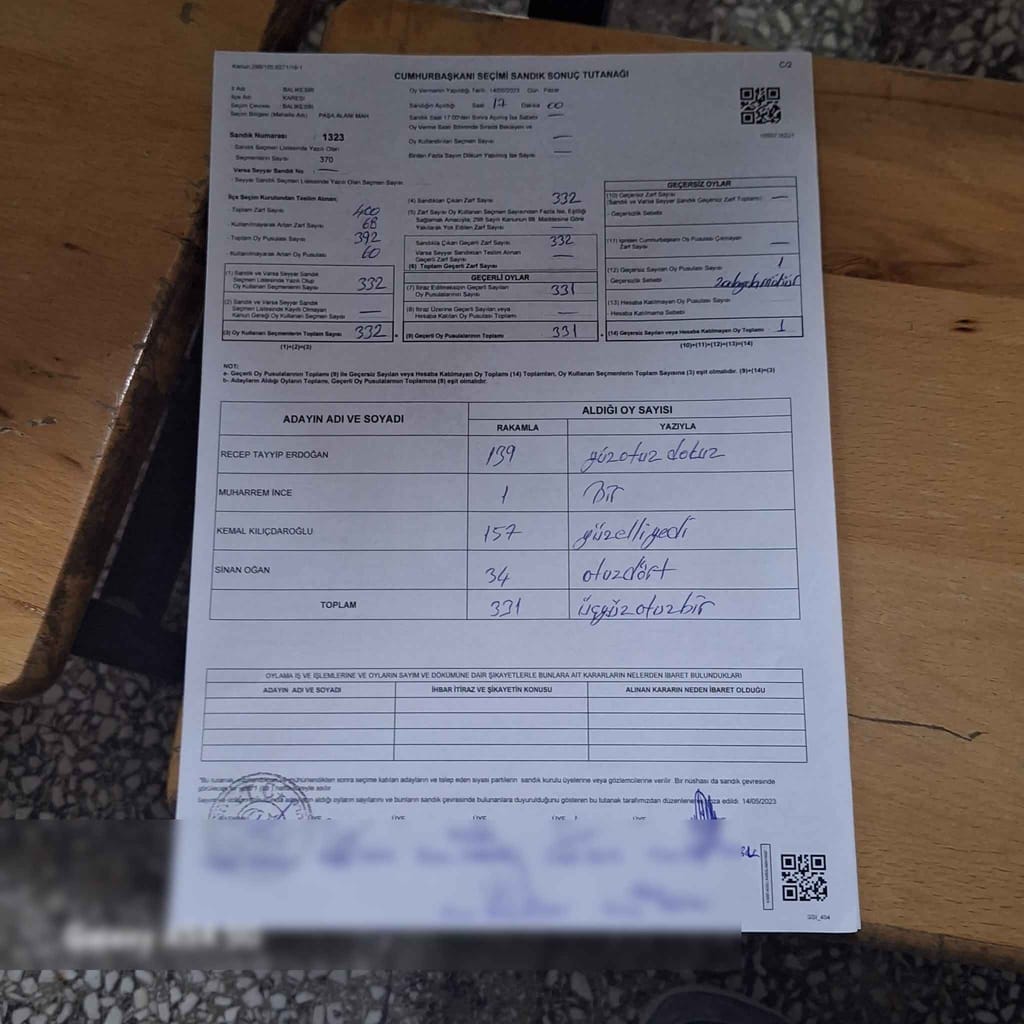 C/2
CUMHURBAŞKANI SEÇİMİ SANDIK SONUÇ TUTANAĞI
İl Adı : BALIKESİR
İlçe Adı : KARESİ
Seçim Çevresi : BALIKESİR
Seçim Bölgesi (Mahalle Adı) : PAŞA ALANI MAH
Oy Vermenin Yapıldığı Tarih: 14/05/2023 Gün: Pazar
Sandığın Açıldığı Saat 17 Dakika 00
Sandık Saat 17:00'den Sonra Açılmış İse Sebebi —
Oy Verme Saati Bitiminde Sırada Bekleyen ve
Oy Kullandırılan Seçmen Sayısı —
Birden Fazla Sayım Döküm Yapılmış İse Sayısı —
Sandık Numarası : 1323
- Sandık Seçmen Listesinde Yazılı Olan
Seçmenlerin Sayısı : 370
Varsa Seyyar Sandık No —
- Seyyar Sandık Seçmen Listesinde Yazılı Olan Seçmen Sayısı
İlçe Seçim Kurulundan Teslim Alınan;
- Toplam Zarf Sayısı 400
- Kullanılmayarak Artan Zarf Sayısı 68
- Toplam Oy Pusulası Sayısı 392
- Kullanılmayarak Artan Oy Pusulası 60
(1) Sandık ve Varsa Seyyar Sandık
Seçmen Listesinde Yazılı Olup
Oy Kullanan Seçmenlerin Sayısı 332
(2) Sandık ve Varsa Seyyar Sandık
Seçmen Listesinde Kayıtlı Olmayan
Kanun Gereği Oy Kullanan Seçmenlerin Sayısı —
(3) Oy Kullanan Seçmenlerin Toplam Sayısı 332
(1)+(2)=(3)
(4) Sandıktan Çıkan Zarf Sayısı 332
(5) Zarf Sayısı Oy Kullanan Seçmen Sayısından Fazla İse, Eşitliği
Sağlamak Amacıyla; 298 Sayılı Kanunun 98. Maddesine Göre
Yakılarak Yok Edilen Zarf Sayısı —
Sandıkta Çıkan Geçerli Zarf Sayısı 332
Varsa Seyyar Sandıktan Teslim Alınan
Geçerli Zarf Sayısı —
(6) Toplam Geçerli Zarf Sayısı
GEÇERLİ OYLAR
(7) İtiraz Edilmeksizin Geçerli Sayılan
Oy Pusulalarının Sayısı 331
(8) İtiraz Üzerine Geçerli Sayılan veya
Hesaba Katılan Oy Pusulası Toplamı —
(9) Geçerli Oy Pusulalarının Toplamı 331
GEÇERSİZ OYLAR
(10) Geçersiz Zarf Sayısı
(Sandık ve Varsa Seyyar Sandık Geçersiz Zarf Toplamı) —
- Geçersizlik Sebebi
(11) İçinden Cumhurbaşkanı Oy Pusulası Çıkmayan
Zarf Sayısı —
(12) Geçersiz Sayılan Oy Pusulası Sayısı 1
Geçersizlik Sebebi
(13) Hesaba Katılmayan Oy Pusulası Sayısı
Hesaba Katılmama Sebebi
(14) Geçersiz Sayılan veya Hesaba Katılmayan Oy Toplamı 1
(10)+(11)+(12)+(13)=(14)
NOT:
a- Geçerli Oy Pusulalarının (9) ile Geçersiz Sayılan veya Hesaba Katılmayan Oy Toplamı (14) Toplamları, Oy Kullanan Seçmenlerin Toplam Sayısına (3) eşit olmalıdır. (9)+(14)=(3)
b- Adayların Aldığı Oyların Toplamı, Geçerli Oy Pusulalarının Toplamına (9) eşit olmalıdır.
ADAYIN ADI VE SOYADI ALDIĞI OY SAYISI
RAKAMLA YAZIYLA
RECEP TAYYİP ERDOĞAN 139 yüzotuz dokuz
MUHARREM İNCE 1 Bir
KEMAL KILIÇDAROĞLU 157 yüzelliyedi
SİNAN OĞAN 34 otuzdört
TOPLAM 331 üçyüzotuzbir
OYLAMA İŞ VE İŞLEMLERİNE VE OYLARIN SAYIM VE DÖKÜMÜNE DAİR ŞİKAYETLERLE BUNLARA AİT KARARLARIN NELERDEN İBARET BULUNDUKLARI
ADAYIN ADI VE SOYADI İHBAR İTİRAZ VE ŞİKAYETİN KONUSU ALINAN KARARIN NEDEN İBARET OLDUĞU
"Bu tutanak, mühürlendikten sonra seçime katılan adayların ve talep eden siyasi partilerin sandık kurulu üyelerine veya gözlemcilerine verilir. Bir nüshası da sandık çevresinde
aldığı oyların sayılarını ve bunların sandık çevresinde bulunanlara duyurulduğunu gösteren bu tutanak tarafımızdan düzenlenerek imza edildi. 14/05/2023
ÜYE ÜYE ÜYE ÜYE ÜYE